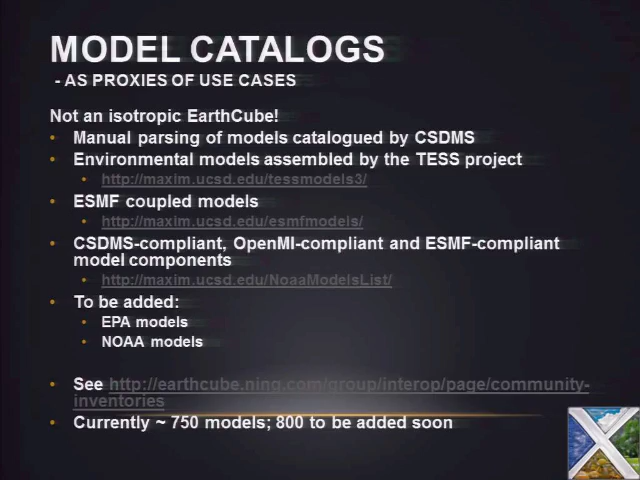 MODEL CATALOGS
- AS PROXIES OF USE CASES
Not an isotropic EarthCube!
• Manual parsing of models catalogued by CSDMS
• Environmental models assembled by the TESS project
• http://maxim.ucsd.edu/tessmodels3/
• ESMF coupled models
• http://maxim.ucsd.edu/esmfmodels/
• CSDMS-compliant, OpenMI-compliant and ESMF-compliant
model components
• http://maxim.ucsd.edu/NoaaModelsList/
• To be added:
• EPA models
• NOAA models
• See http://earthcube.ning.com/group/interop/page/community-
inventories
• Currently ~ 750 models; 800 to be added soon